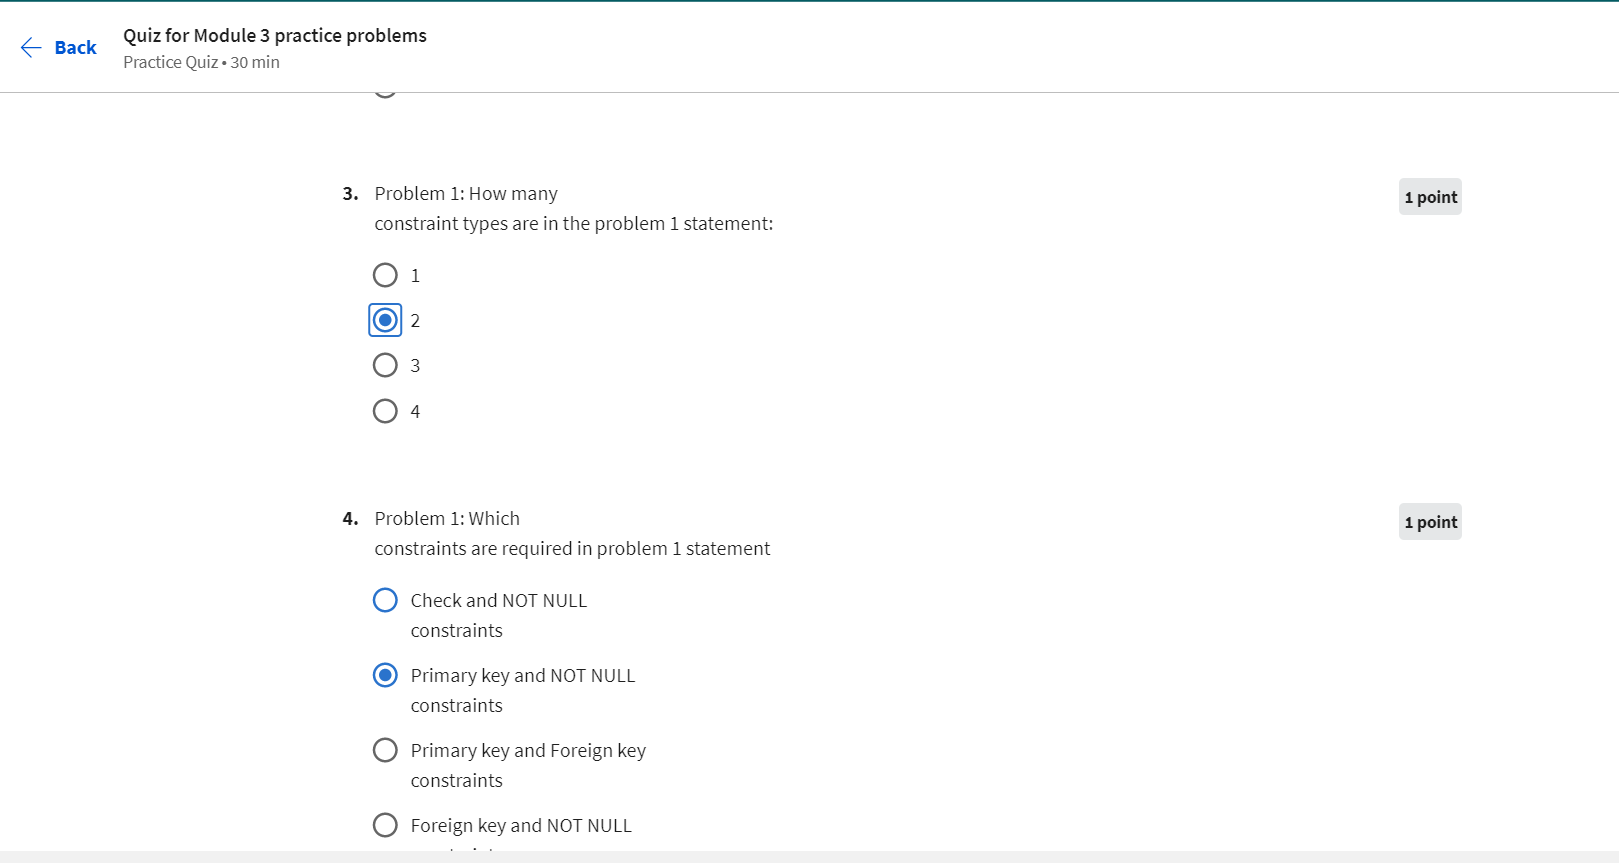 Back
Quiz for Module 3 practice problems
Practice Quiz • 30 min
3. Problem 1: How many
constraint types are in the problem 1 statement:
1 point
1
2
3
4
4. Problem 1: Which
constraints are required in problem 1 statement
1 point
Check and NOT NULL
constraints
Primary key and NOT NULL
constraints
Primary key and Foreign key
constraints
Foreign key and NOT NULL